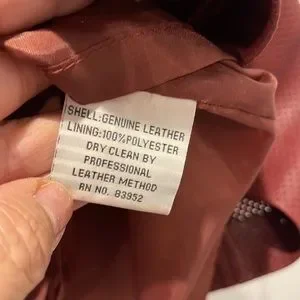 SHELL:GENUINE LEATHER
LINING:100%POLYESTER
DRY CLEAN BY
PROFESSIONAL
LEATHER METHOD
RN NO. 83952